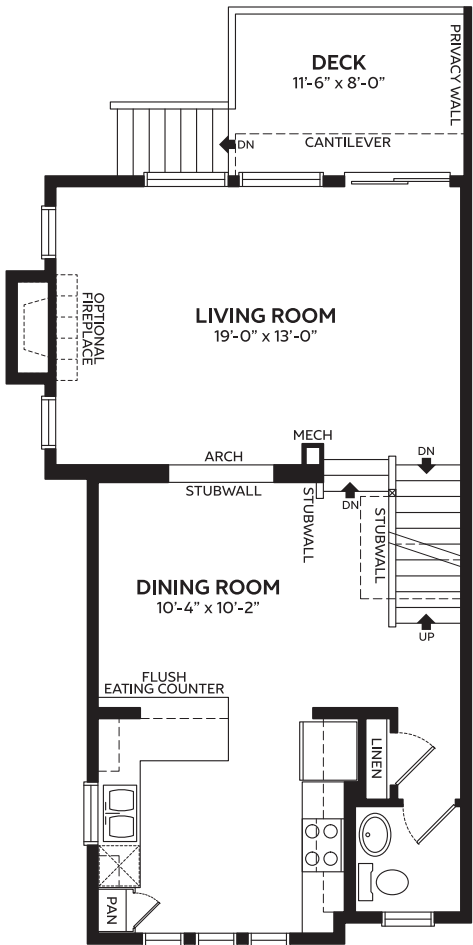 DECK
11'-6" x 8'-0"
PRIVACY WALL
DN
CANTILEVER
LIVING ROOM
19'-0" x 13'-0"
OPTIONAL
FIREPLACE
MECH
ARCH
STUBWALL
DN
STUBWALL
DN
STUBWALL
DINING ROOM
10'-4" x 10'-2"
UP
FLUSH
EATING COUNTER
LINEN
PAN